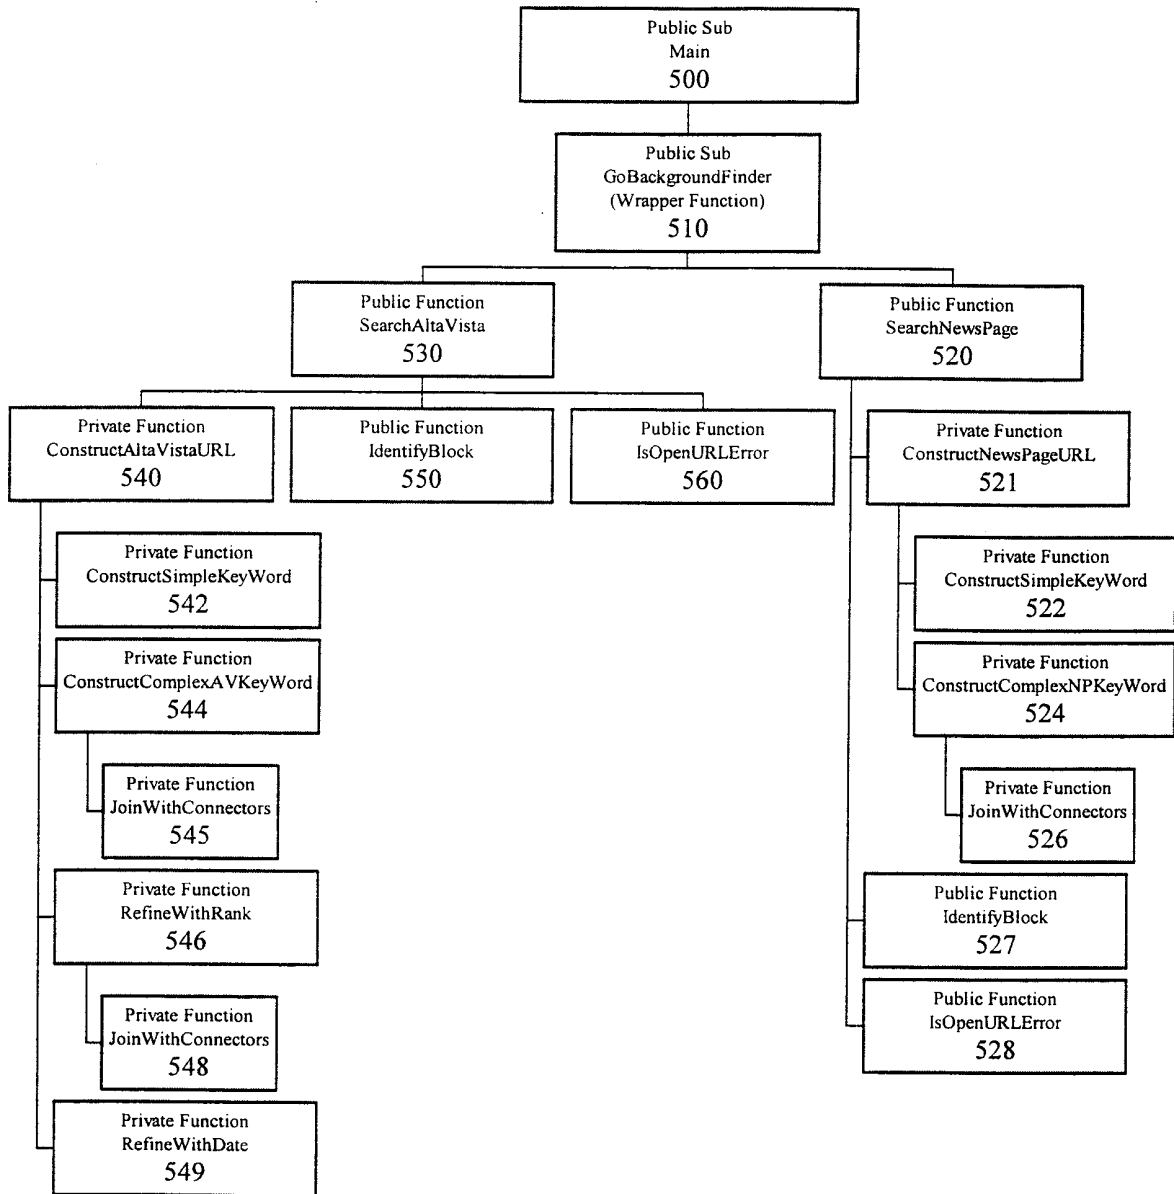 Public Sub
Main
500
Public Sub
GoBackgroundFinder
(Wrapper Function)
510
Public Function
SearchAltaVista
530
Public Function
SearchNewsPage
520
Private Function
ConstructAltaVistaURL
540
Public Function
IdentifyBlock
550
Public Function
IsOpenURLError
560
Private Function
ConstructNewsPageURL
521
Private Function
ConstructSimpleKeyWord
542
Private Function
ConstructComplexAVKeyWord
544
Private Function
JoinWithConnectors
545
Private Function
RefineWithRank
546
Private Function
JoinWithConnectors
548
Private Function
RefineWithDate
549
Private Function
ConstructSimpleKeyWord
522
Private Function
ConstructComplexNPKeyWord
524
Private Function
JoinWithConnectors
526
Public Function
IdentifyBlock
527
Public Function
IsOpenURLError
528